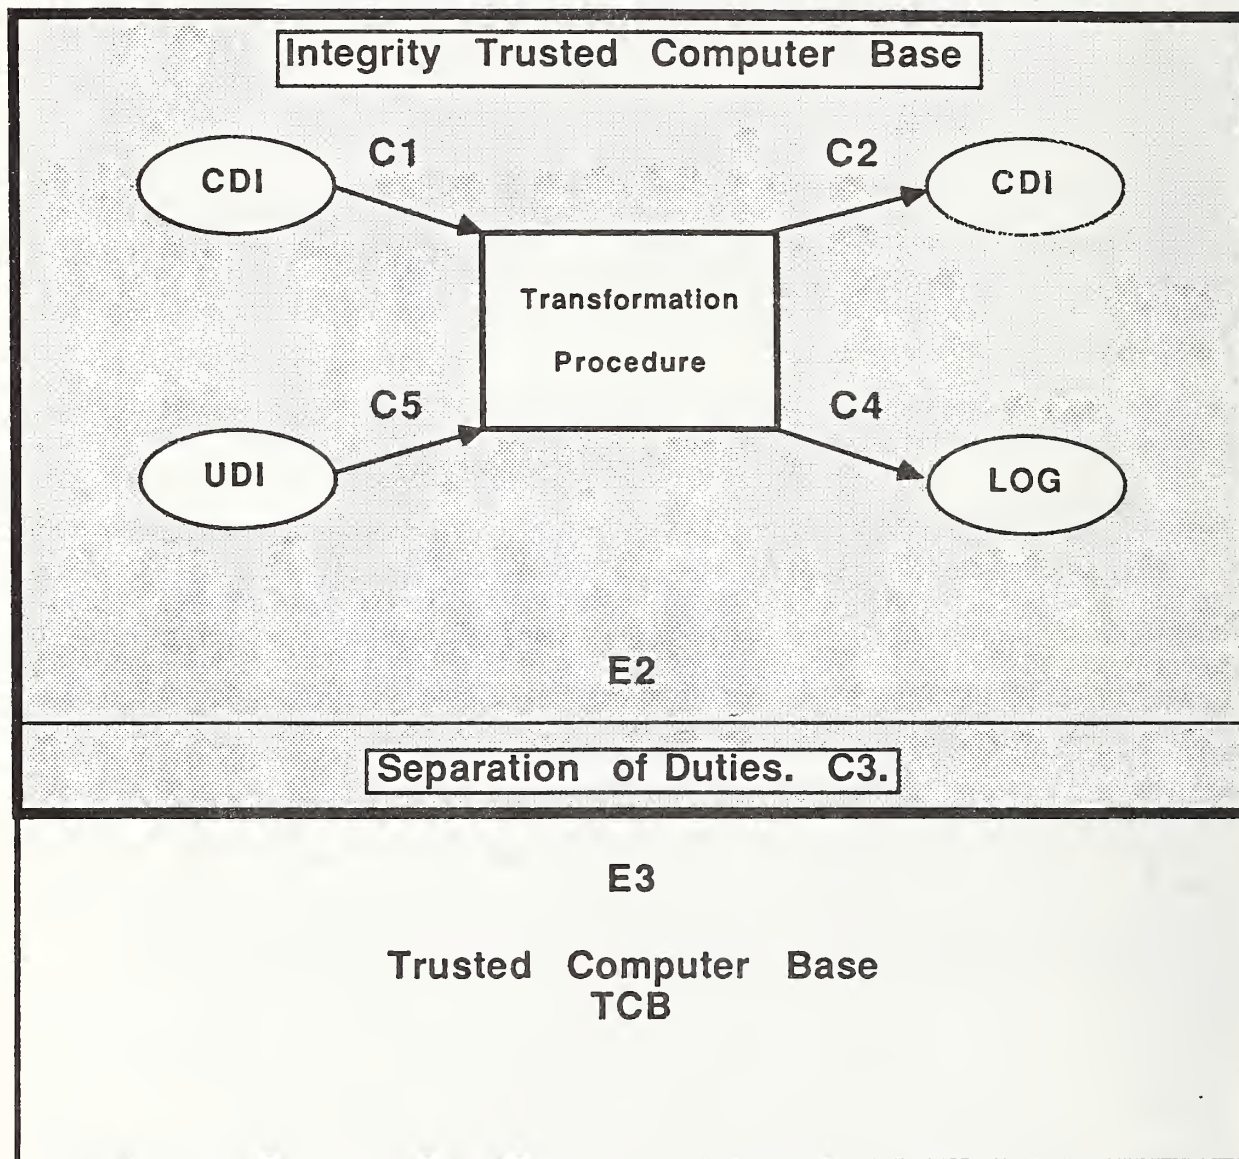 Integrity Trusted Computer Base
C1
C2
CDI
CDI
Transformation
Procedure
C5
C4
UDI
LOG
E2
Separation of Duties. C3.
E3
Trusted Computer Base
TCB